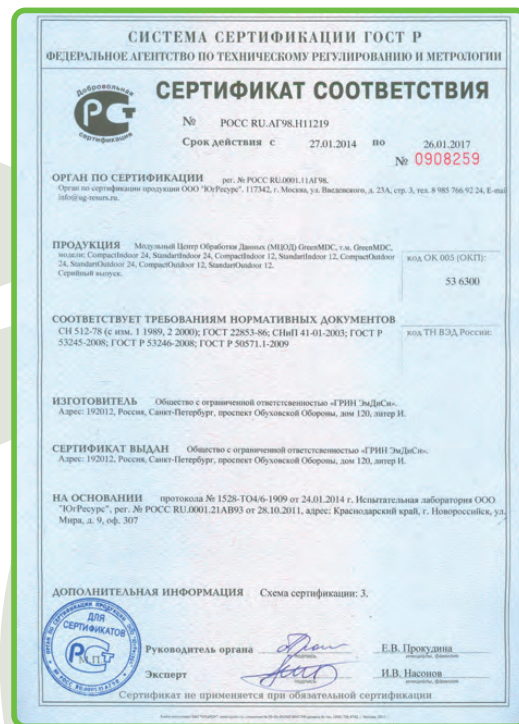 СИСТЕМА СЕРТИФИКАЦИИ ГОСТ Р
ФЕДЕРАЛЬНОЕ АГЕНТСТВО ПО ТЕХНИЧЕСКОМУ РЕГУЛИРОВАНИЮ И МЕТРОЛОГИИ
Добровольная
сертификация
СЕРТИФИКАТ СООТВЕТСТВИЯ
№ РОСС RU.АГ98.Н11219
Срок действия с 27.01.2014 по 26.01.2017
№ 0908259
ОРГАН ПО СЕРТИФИКАЦИИ рег. № РОСС RU.0001.11АГ98.
Орган по сертификации продукции ООО "ЮгРесурс". 117342, г. Москва, ул. Введенского, д. 23А, стр. 3, тел. 8 985 766 92 24, E-mail
info@ug-resurs.ru.
ПРОДУКЦИЯ Модульный Центр Обработки Данных (МЦОД) GreenMDC, т.м. GreenMDC,
модели: CompactIndoor 24, StandartIndoor 24, CompactIndoor 12, StandartIndoor 12, CompactOutdoor
24, StandartOutdoor 24, CompactOutdoor 12, StandartOutdoor 12.
Серийный выпуск.
код ОК 005 (ОКП):
53 6300
СООТВЕТСТВУЕТ ТРЕБОВАНИЯМ НОРМАТИВНЫХ ДОКУМЕНТОВ
СН 512-78 (с изм. 1 1989, 2 2000); ГОСТ 22853-86; СНиП 41-01-2003; ГОСТ Р
53245-2008; ГОСТ Р 53246-2008; ГОСТ Р 50571.1-2009
код ТН ВЭД России:
ИЗГОТОВИТЕЛЬ Общество с ограниченной ответственностью «ГРИН ЭмДиСи».
Адрес: 192012, Россия, Санкт-Петербург, проспект Обуховской Обороны, дом 120, литер И.
СЕРТИФИКАТ ВЫДАН Общество с ограниченной ответственностью «ГРИН ЭмДиСи».
Адрес: 192012, Россия, Санкт-Петербург, проспект Обуховской Обороны, дом 120, литер И.
НА ОСНОВАНИИ протокола № 1528-ТО4/6-1909 от 24.01.2014 г. Испытательная лаборатория ООО
"ЮгРесурс", рег. № РОСС RU.0001.21АВ93 от 28.10.2011, адрес: Краснодарский край, г. Новороссийск, ул.
Мира, д. 9, оф. 307
ДОПОЛНИТЕЛЬНАЯ ИНФОРМАЦИЯ Схема сертификации: 3.
ДЛЯ
СЕРТИФИКАТОВ
М.П.
Руководитель органа
подпись
Е.В. Прокудина
инициалы, фамилия
Эксперт
подпись
И.В. Насонов
инициалы, фамилия
Сертификат не применяется при обязательной сертификации